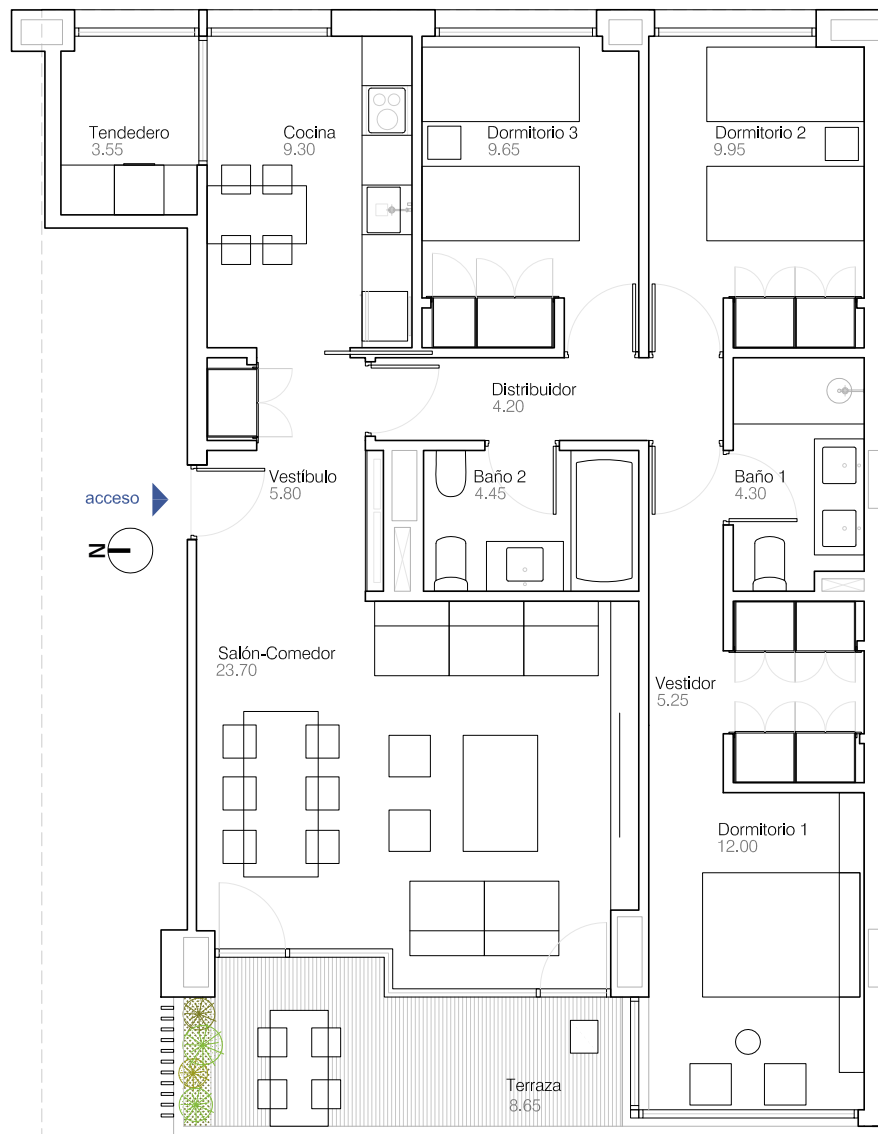 Tendedero
3.55
Cocina
9.30
Dormitorio 3
9.65
Dormitorio 2
9.95
Distribuidor
4.20
Vestíbulo
5.80
Baño 2
4.45
Baño 1
4.30
acceso
N
Salón-Comedor
23.70
Vestidor
5.25
Dormitorio 1
12.00
Terraza
8.65